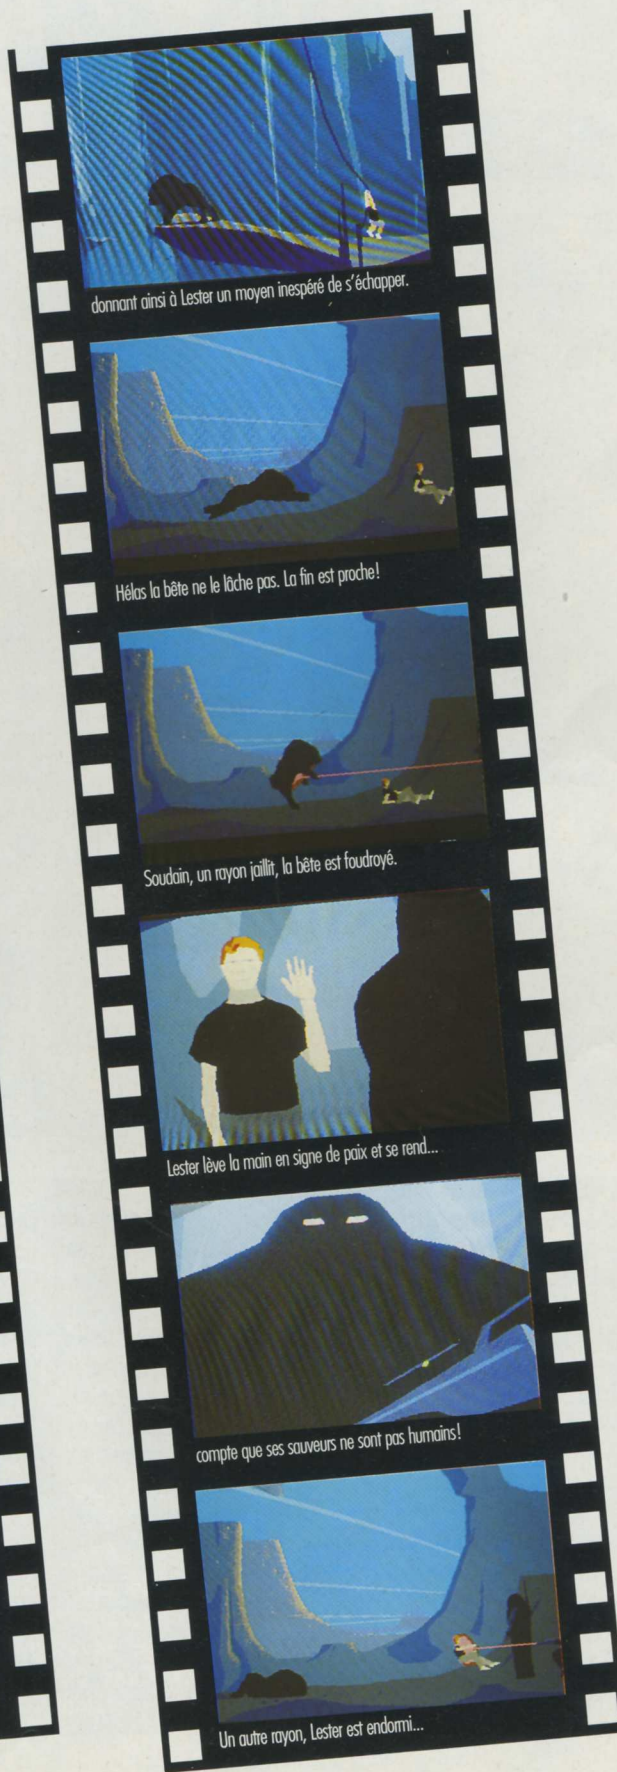 donnant ainsi à Lester un moyen inespéré de s'échapper.
Hélas la bête ne le lâche pas. La fin est proche!
Soudain, un rayon jaillit, la bête est foudroyé.
Lester lève la main en signe de paix et se rend...
compte que ses sauveurs ne sont pas humains!
Un autre rayon, Lester est endormi...